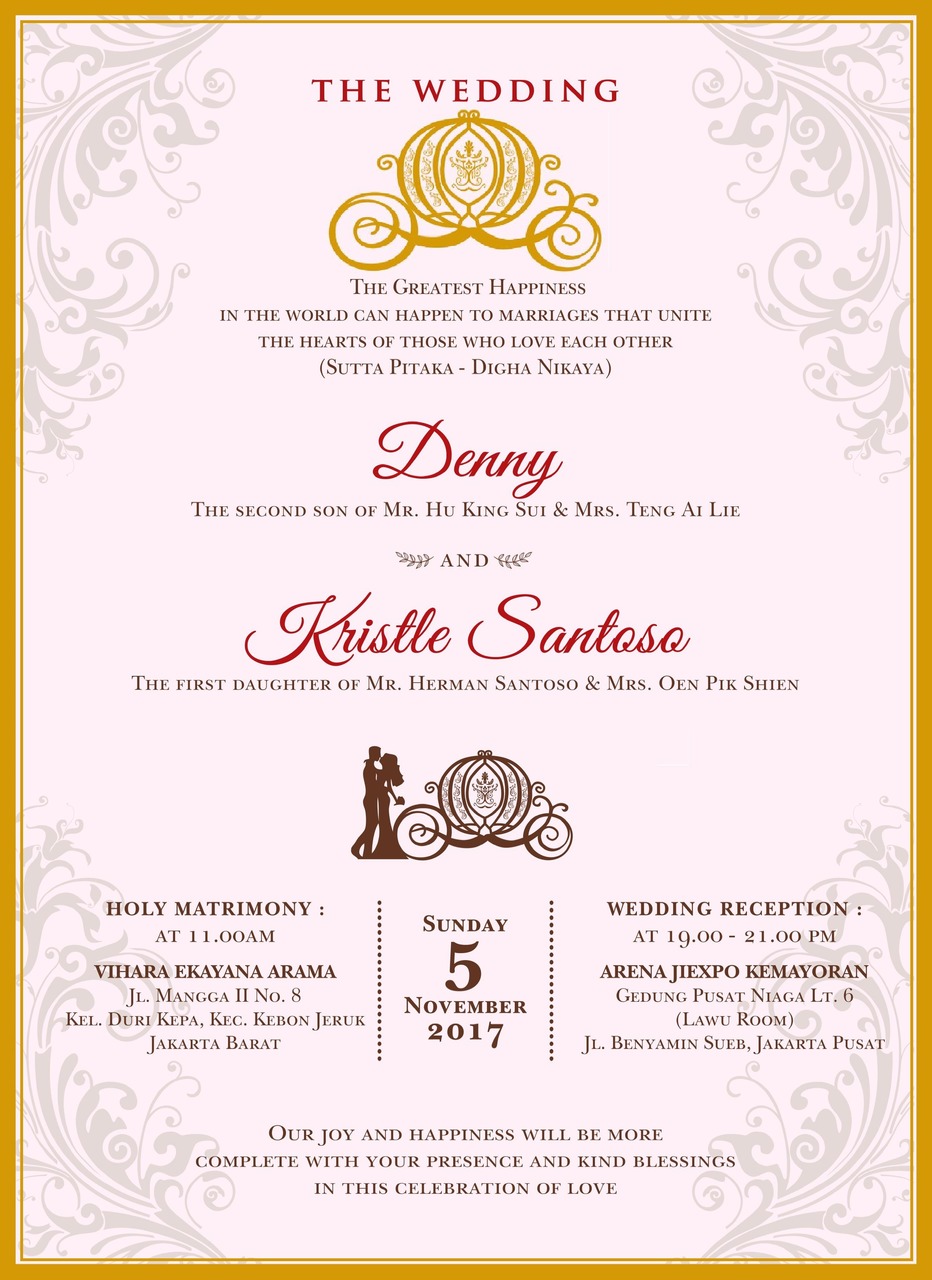 THE WEDDING
The Greatest Happiness
in the world can happen to marriages that unite
the hearts of those who love each other
(Sutta Pitaka - Digha Nikaya)
Denny
The second son of Mr. Hu King Sui & Mrs. Teng Ai Lie
AND
Kristle Santoso
The first daughter of Mr. Herman Santoso & Mrs. Oen Pik Shien
HOLY MATRIMONY :
AT 11.00AM
VIHARA EKAYANA ARAMA
Jl. Mangga II No. 8
Kel. Duri Kepa, Kec. Kebon Jeruk
Jakarta Barat
Sunday
5
November
2017
WEDDING RECEPTION :
AT 19.00 - 21.00 PM
ARENA JIEXPO KEMAYORAN
Gedung Pusat Niaga Lt. 6
(Lawu Room)
Jl. Benyamin Sueb, Jakarta Pusat
Our joy and happiness will be more
complete with your presence and kind blessings
in this celebration of love